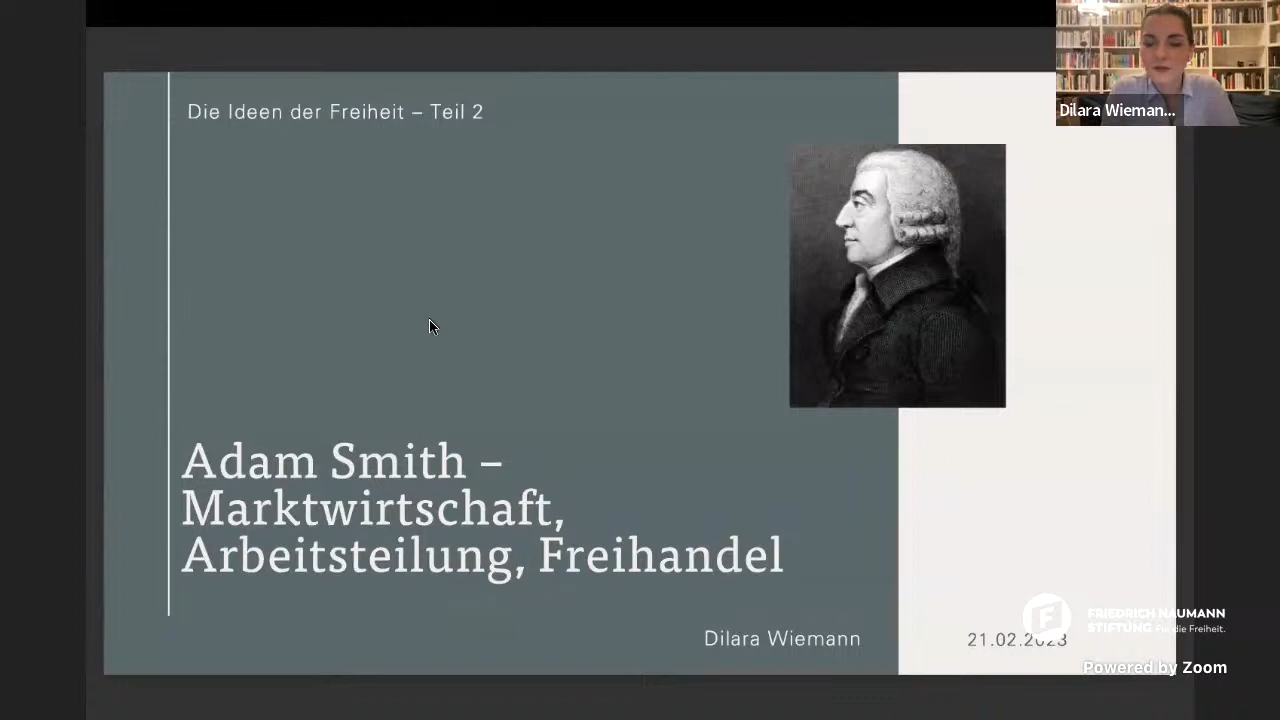 Dilara Wieman...
Die Ideen der Freiheit – Teil 2
Adam Smith –
Marktwirtschaft,
Arbeitsteilung, Freihandel
Dilara Wiemann
21.02.2023
FRIEDRICH NAUMANN
STIFTUNG Für die Freiheit.
Powered by Zoom